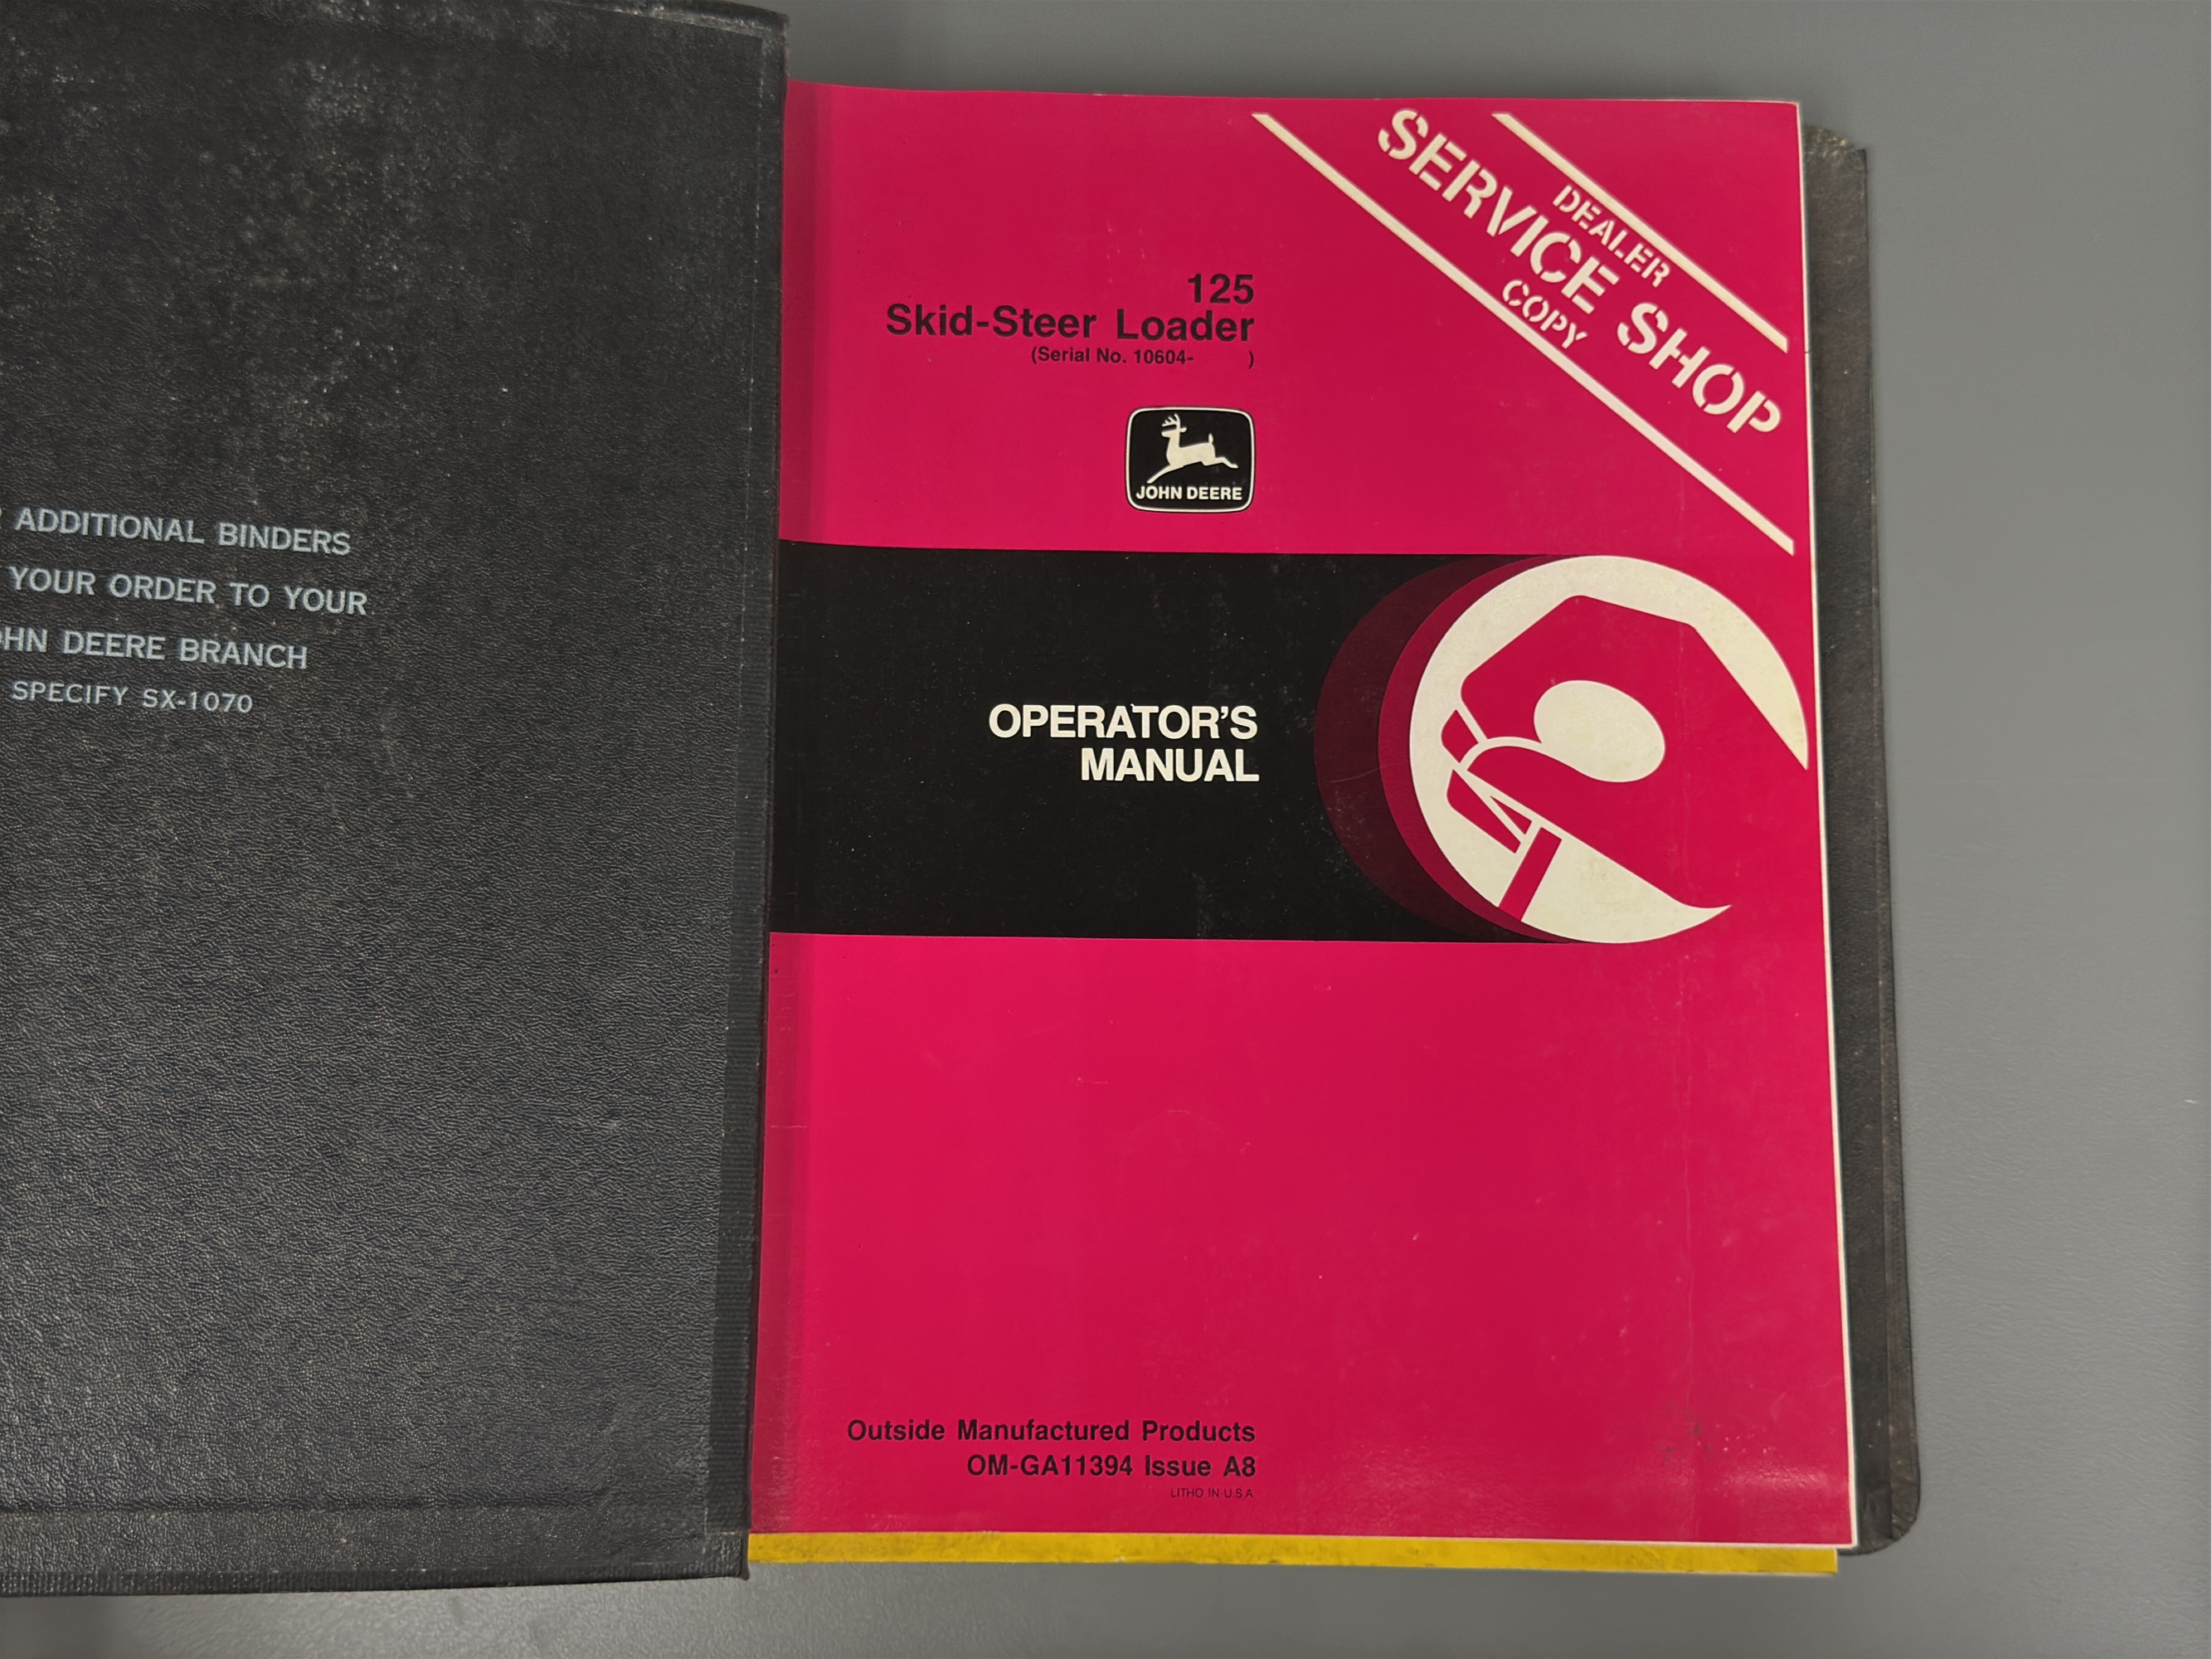 ADDITIONAL BINDERS
YOUR ORDER TO YOUR
HN DEERE BRANCH
SPECIFY SX-1070
DEALER
SERVICE SHOP
COPY
125
Skid-Steer Loader
(Serial No. 10604- )
JOHN DEERE
OPERATOR'S
MANUAL
Outside Manufactured Products
OM-GA11394 Issue A8
LITHO IN U.S.A